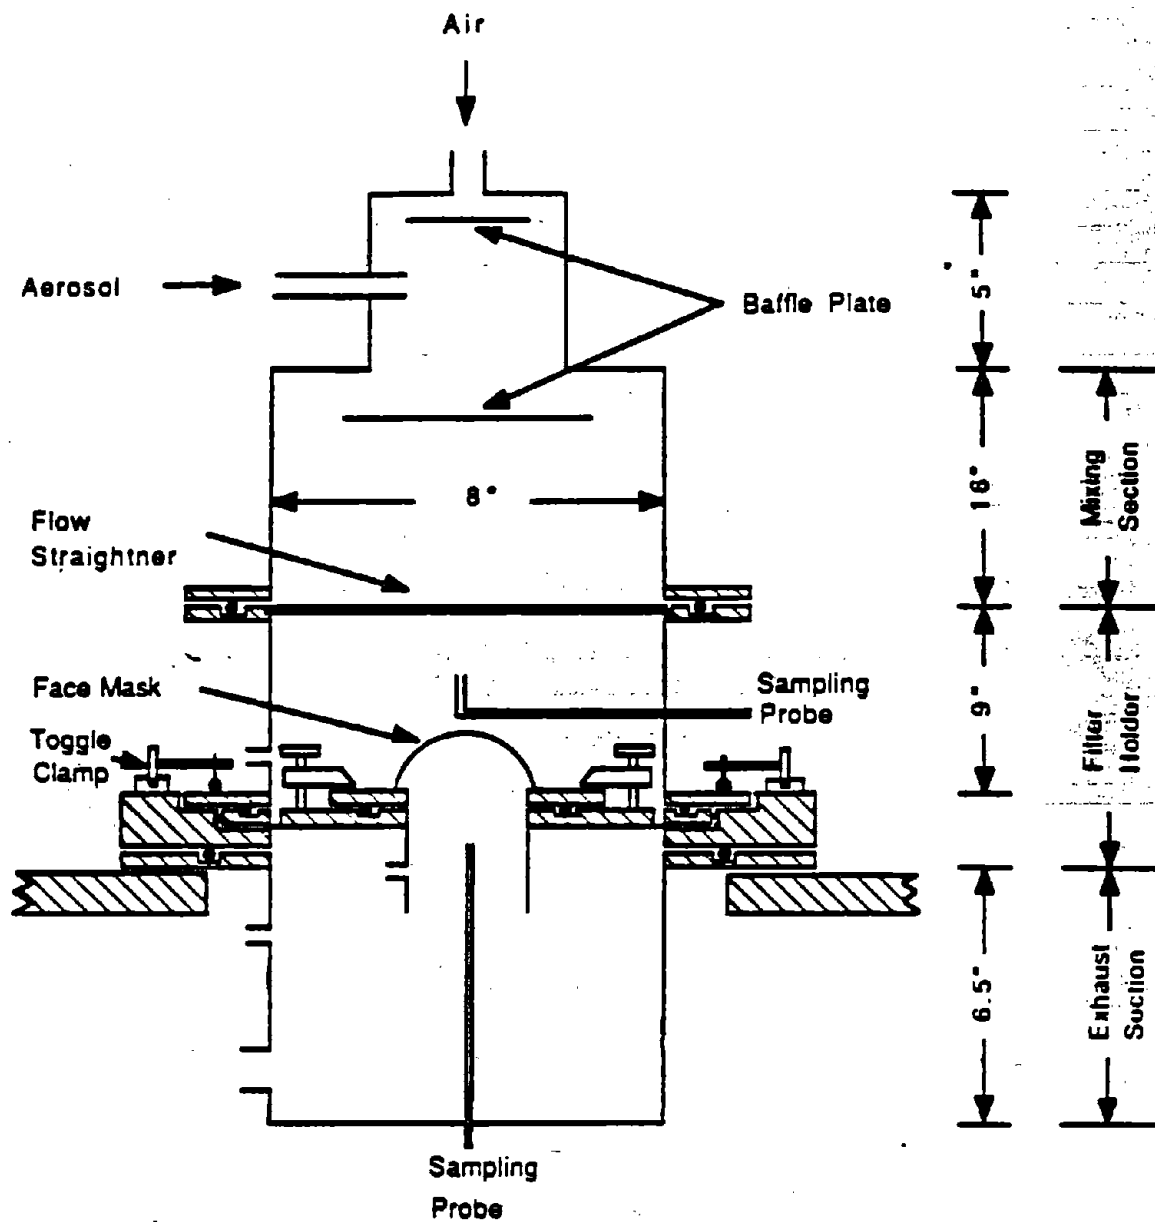 Air
Aerosol
Baffle Plate
5"
16"
Mixing
Section
8"
Flow
Straightner
Face Mask
Sampling
Probe
9"
Filter
Holdor
Toggle
Clamp
6.5"
Exhaust
Suction
Sampling
Probe